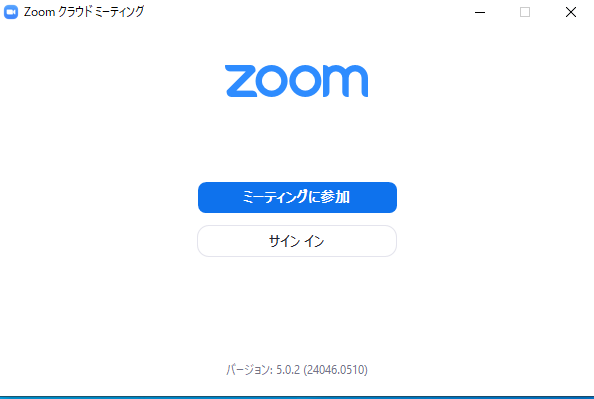 Zoom クラウド ミーティング
zoom
ミーティングに参加
サイン イン
バージョン: 5.0.2 (24046.0510)